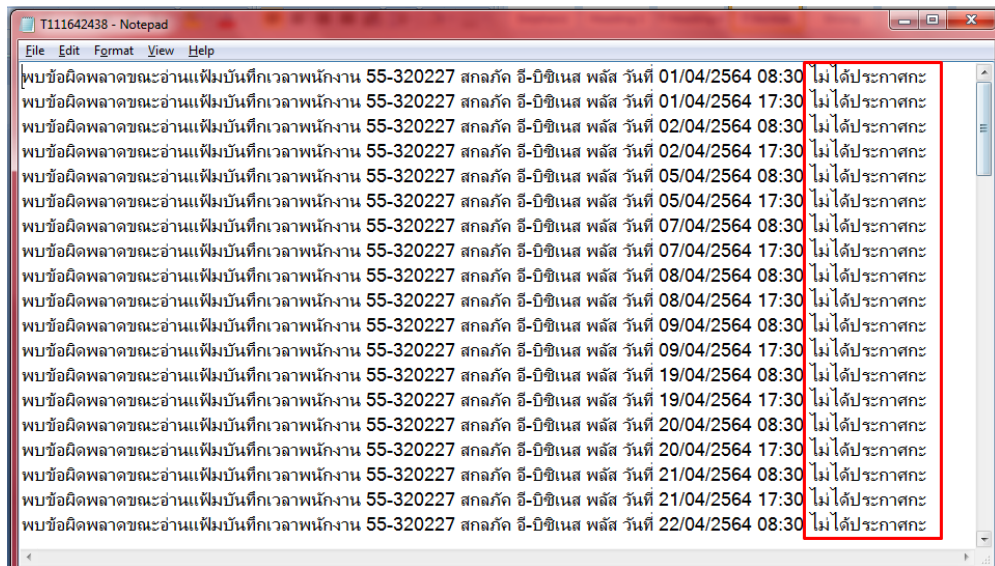 T111642438 - Notepad
File Edit Format View Help
พบข้อผิดพลาดขณะอ่านแฟ้มบันทึกเวลาพนักงาน 55-320227 สกลภัค อี-บิซิเนส พลัส วันที่ 01/04/2564 08:30 ไม่ได้ประกาศกะ
พบข้อผิดพลาดขณะอ่านแฟ้มบันทึกเวลาพนักงาน 55-320227 สกลภัค อี-บิซิเนส พลัส วันที่ 01/04/2564 17:30 ไม่ได้ประกาศกะ
พบข้อผิดพลาดขณะอ่านแฟ้มบันทึกเวลาพนักงาน 55-320227 สกลภัค อี-บิซิเนส พลัส วันที่ 02/04/2564 08:30 ไม่ได้ประกาศกะ
พบข้อผิดพลาดขณะอ่านแฟ้มบันทึกเวลาพนักงาน 55-320227 สกลภัค อี-บิซิเนส พลัส วันที่ 02/04/2564 17:30 ไม่ได้ประกาศกะ
พบข้อผิดพลาดขณะอ่านแฟ้มบันทึกเวลาพนักงาน 55-320227 สกลภัค อี-บิซิเนส พลัส วันที่ 05/04/2564 08:30 ไม่ได้ประกาศกะ
พบข้อผิดพลาดขณะอ่านแฟ้มบันทึกเวลาพนักงาน 55-320227 สกลภัค อี-บิซิเนส พลัส วันที่ 05/04/2564 17:30 ไม่ได้ประกาศกะ
พบข้อผิดพลาดขณะอ่านแฟ้มบันทึกเวลาพนักงาน 55-320227 สกลภัค อี-บิซิเนส พลัส วันที่ 07/04/2564 08:30 ไม่ได้ประกาศกะ
พบข้อผิดพลาดขณะอ่านแฟ้มบันทึกเวลาพนักงาน 55-320227 สกลภัค อี-บิซิเนส พลัส วันที่ 07/04/2564 17:30 ไม่ได้ประกาศกะ
พบข้อผิดพลาดขณะอ่านแฟ้มบันทึกเวลาพนักงาน 55-320227 สกลภัค อี-บิซิเนส พลัส วันที่ 08/04/2564 08:30 ไม่ได้ประกาศกะ
พบข้อผิดพลาดขณะอ่านแฟ้มบันทึกเวลาพนักงาน 55-320227 สกลภัค อี-บิซิเนส พลัส วันที่ 08/04/2564 17:30 ไม่ได้ประกาศกะ
พบข้อผิดพลาดขณะอ่านแฟ้มบันทึกเวลาพนักงาน 55-320227 สกลภัค อี-บิซิเนส พลัส วันที่ 09/04/2564 08:30 ไม่ได้ประกาศกะ
พบข้อผิดพลาดขณะอ่านแฟ้มบันทึกเวลาพนักงาน 55-320227 สกลภัค อี-บิซิเนส พลัส วันที่ 09/04/2564 17:30 ไม่ได้ประกาศกะ
พบข้อผิดพลาดขณะอ่านแฟ้มบันทึกเวลาพนักงาน 55-320227 สกลภัค อี-บิซิเนส พลัส วันที่ 19/04/2564 08:30 ไม่ได้ประกาศกะ
พบข้อผิดพลาดขณะอ่านแฟ้มบันทึกเวลาพนักงาน 55-320227 สกลภัค อี-บิซิเนส พลัส วันที่ 19/04/2564 17:30 ไม่ได้ประกาศกะ
พบข้อผิดพลาดขณะอ่านแฟ้มบันทึกเวลาพนักงาน 55-320227 สกลภัค อี-บิซิเนส พลัส วันที่ 20/04/2564 08:30 ไม่ได้ประกาศกะ
พบข้อผิดพลาดขณะอ่านแฟ้มบันทึกเวลาพนักงาน 55-320227 สกลภัค อี-บิซิเนส พลัส วันที่ 20/04/2564 17:30 ไม่ได้ประกาศกะ
พบข้อผิดพลาดขณะอ่านแฟ้มบันทึกเวลาพนักงาน 55-320227 สกลภัค อี-บิซิเนส พลัส วันที่ 21/04/2564 08:30 ไม่ได้ประกาศกะ
พบข้อผิดพลาดขณะอ่านแฟ้มบันทึกเวลาพนักงาน 55-320227 สกลภัค อี-บิซิเนส พลัส วันที่ 21/04/2564 17:30 ไม่ได้ประกาศกะ
พบข้อผิดพลาดขณะอ่านแฟ้มบันทึกเวลาพนักงาน 55-320227 สกลภัค อี-บิซิเนส พลัส วันที่ 22/04/2564 08:30 ไม่ได้ประกาศกะ